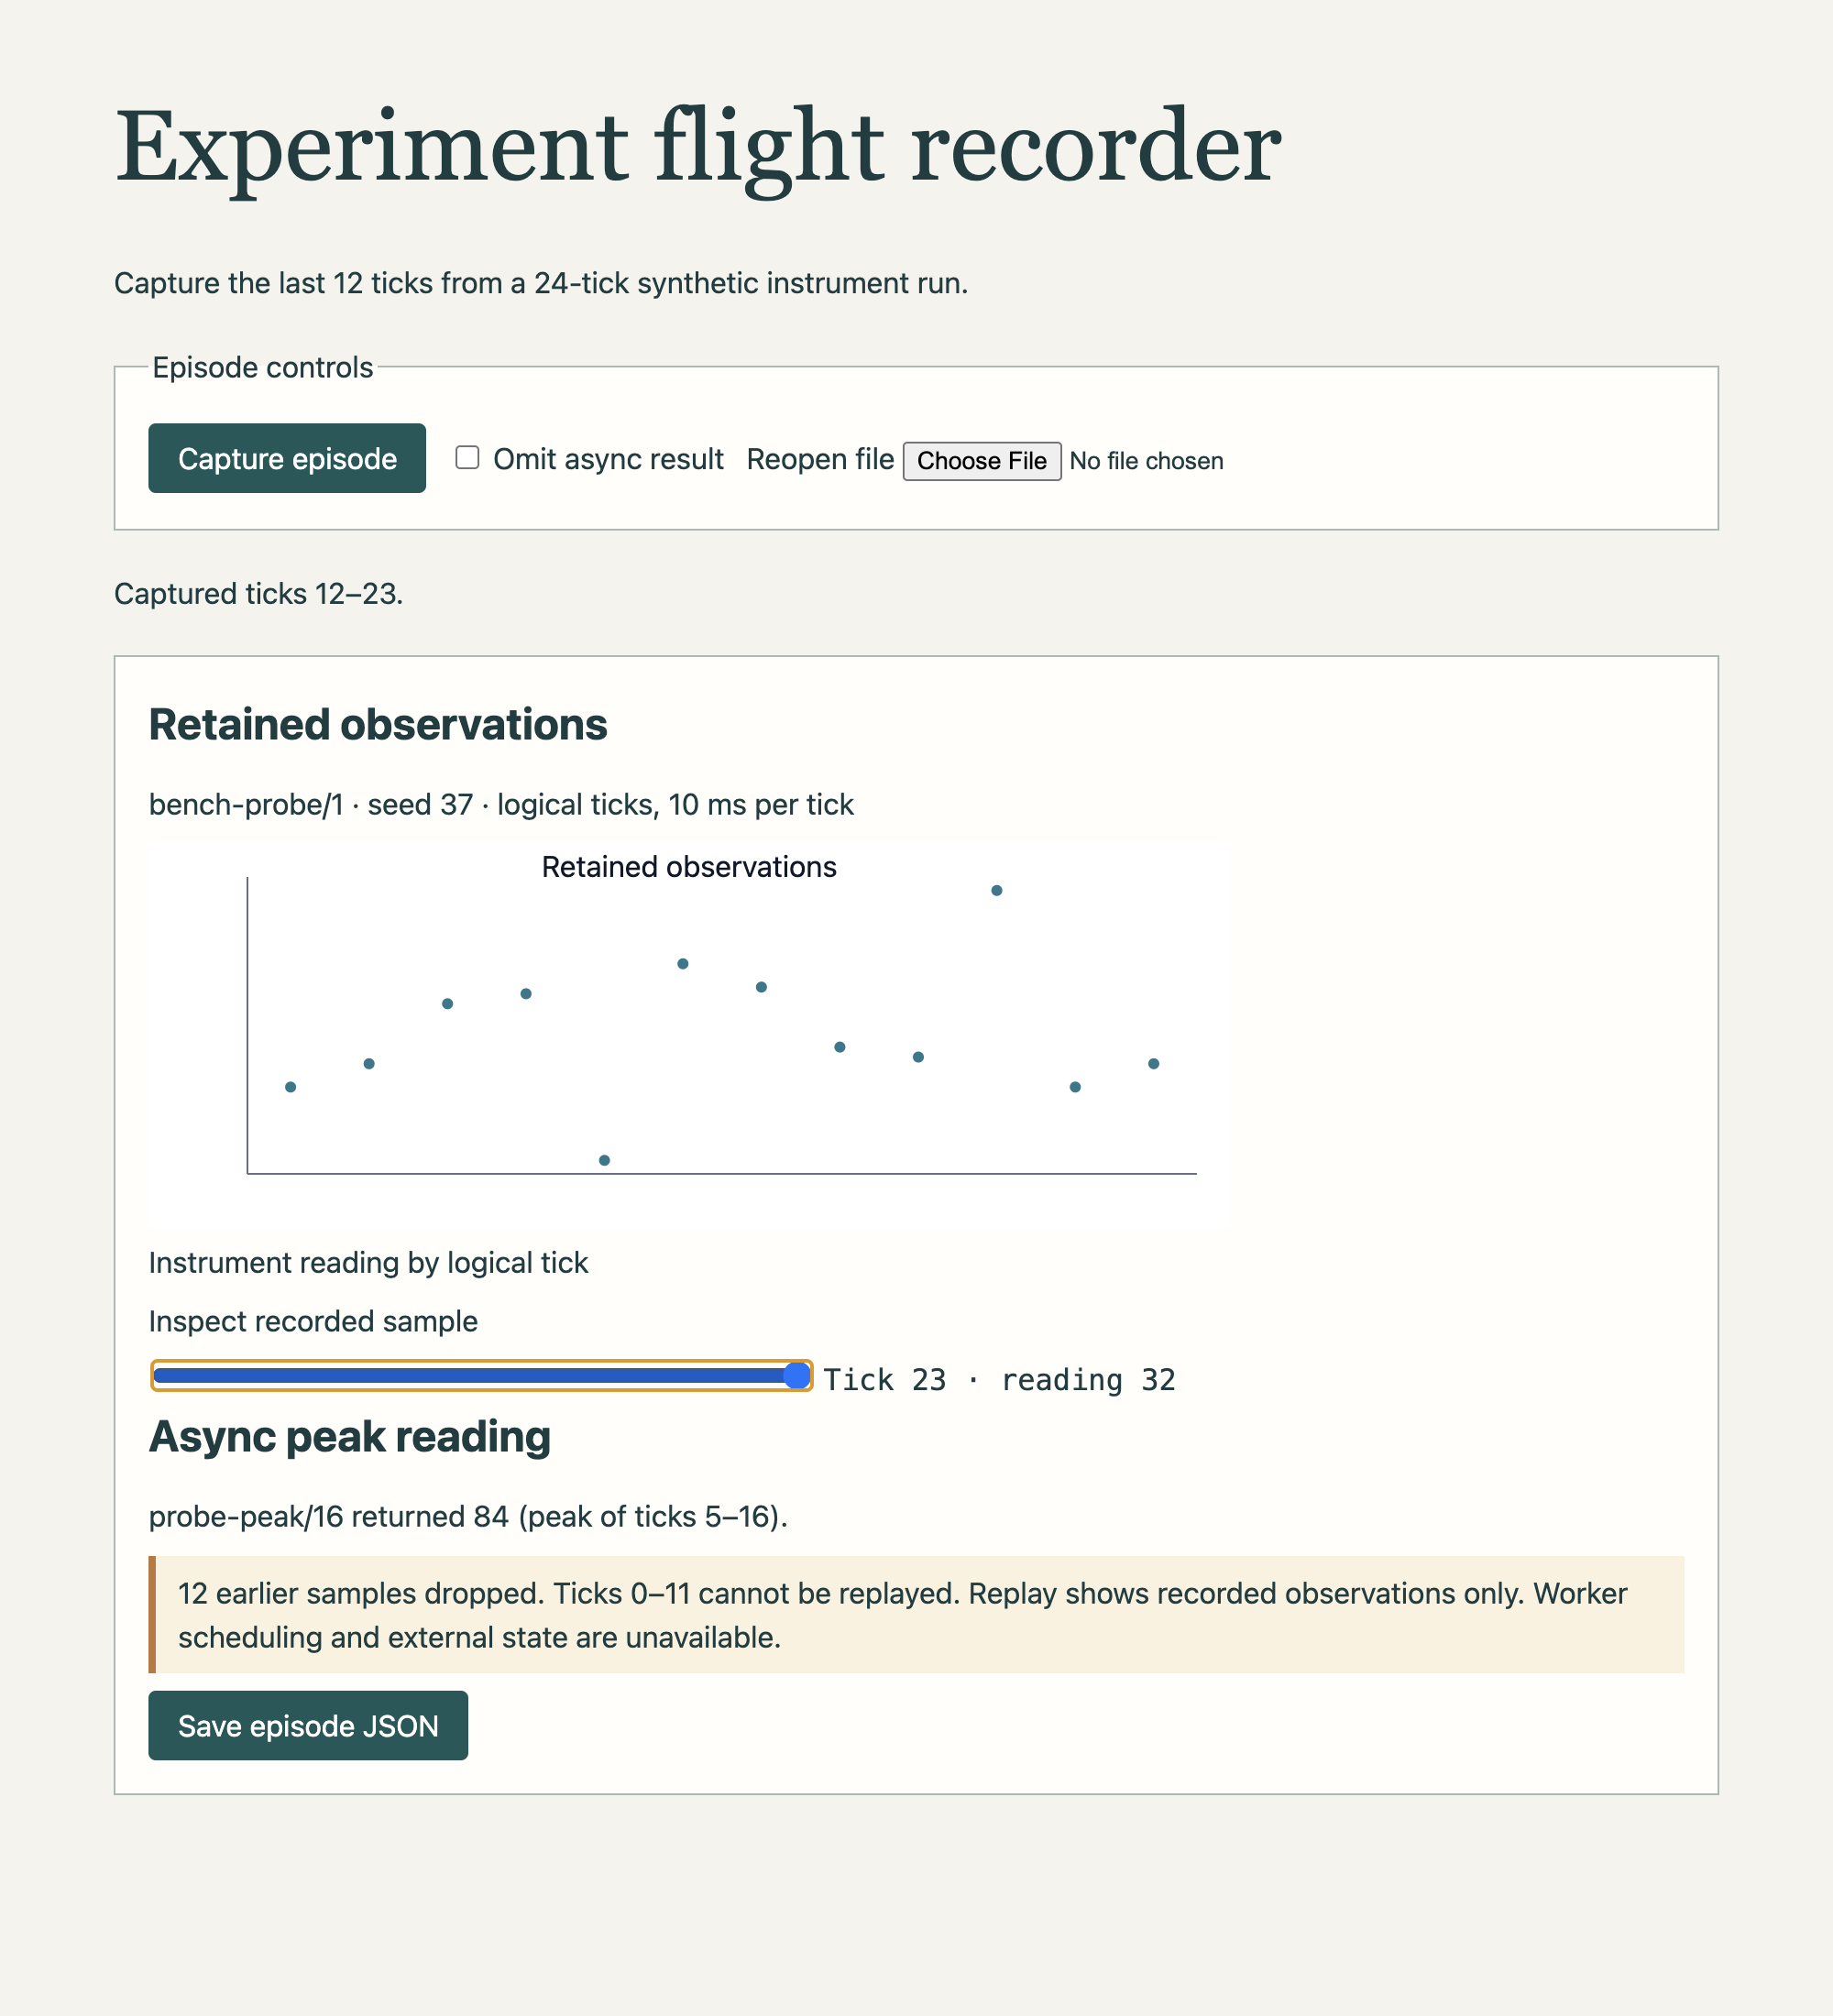 Experiment flight recorder
Capture the last 12 ticks from a 24-tick synthetic instrument run.
Episode controls
Capture episode Omit async result Reopen file Choose File No file chosen
Captured ticks 12–23.
Retained observations
bench-probe/1 · seed 37 · logical ticks, 10 ms per tick
Retained observations
Instrument reading by logical tick
Inspect recorded sample
Tick 23 · reading 32
Async peak reading
probe-peak/16 returned 84 (peak of ticks 5–16).
12 earlier samples dropped. Ticks 0–11 cannot be replayed. Replay shows recorded observations only. Worker
scheduling and external state are unavailable.
Save episode JSON